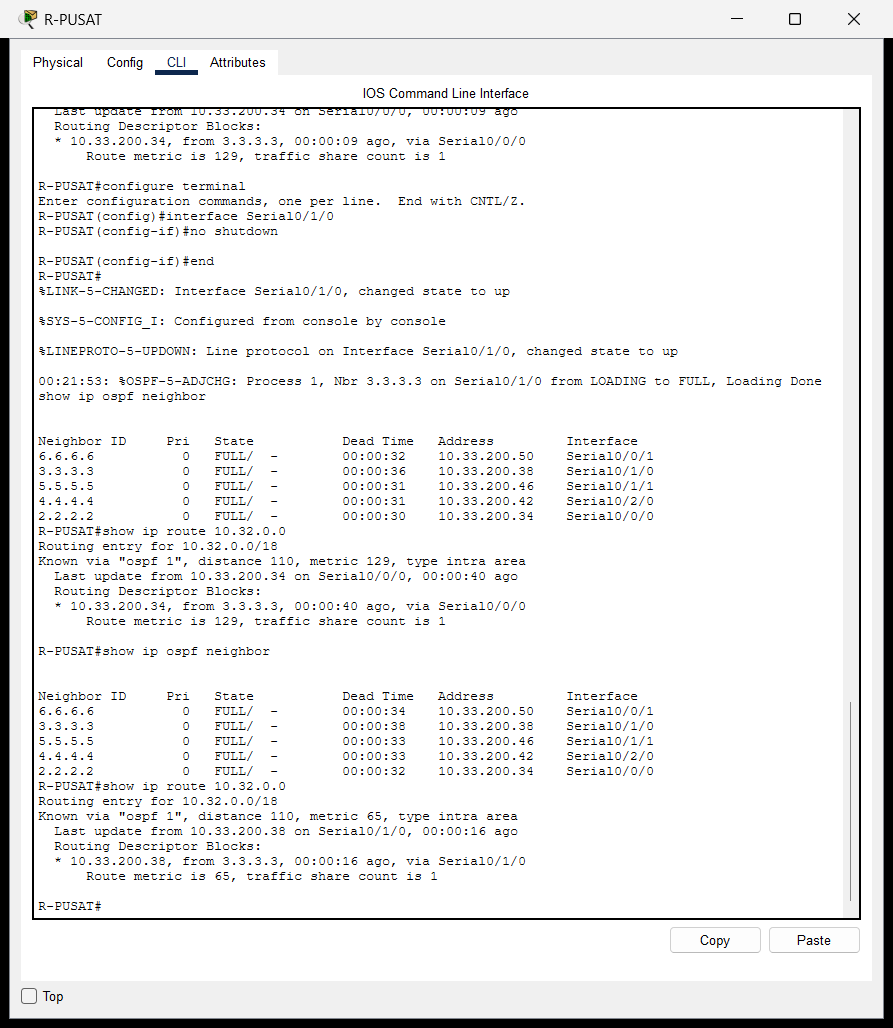 R-PUSAT
Physical Config CLI Attributes
IOS Command Line Interface
Last update from 10.33.200.34 on Serial0/0/0, 00:00:09 ago
Routing Descriptor Blocks:
* 10.33.200.34, from 3.3.3.3, 00:00:09 ago, via Serial0/0/0
Route metric is 129, traffic share count is 1
R-PUSAT#configure terminal
Enter configuration commands, one per line.  End with CNTL/Z.
R-PUSAT(config)#interface Serial0/1/0
R-PUSAT(config-if)#no shutdown
R-PUSAT(config-if)#end
R-PUSAT#
%LINK-5-CHANGED: Interface Serial0/1/0, changed state to up
%SYS-5-CONFIG_I: Configured from console by console
%LINEPROTO-5-UPDOWN: Line protocol on Interface Serial0/1/0, changed state to up
00:21:53: %OSPF-5-ADJCHG: Process 1, Nbr 3.3.3.3 on Serial0/1/0 from LOADING to FULL, Loading Done
show ip ospf neighbor
Neighbor ID     Pri   State           Dead Time   Address         Interface
6.6.6.6           0   FULL/  -        00:00:32    10.33.200.50    Serial0/0/1
3.3.3.3           0   FULL/  -        00:00:36    10.33.200.38    Serial0/1/0
5.5.5.5           0   FULL/  -        00:00:31    10.33.200.46    Serial0/1/1
4.4.4.4           0   FULL/  -        00:00:31    10.33.200.42    Serial0/2/0
2.2.2.2           0   FULL/  -        00:00:30    10.33.200.34    Serial0/0/0
R-PUSAT#show ip route 10.32.0.0
Routing entry for 10.32.0.0/18
Known via "ospf 1", distance 110, metric 129, type intra area
Last update from 10.33.200.34 on Serial0/0/0, 00:00:40 ago
Routing Descriptor Blocks:
* 10.33.200.34, from 3.3.3.3, 00:00:40 ago, via Serial0/0/0
Route metric is 129, traffic share count is 1
R-PUSAT#show ip ospf neighbor
Neighbor ID     Pri   State           Dead Time   Address         Interface
6.6.6.6           0   FULL/  -        00:00:34    10.33.200.50    Serial0/0/1
3.3.3.3           0   FULL/  -        00:00:38    10.33.200.38    Serial0/1/0
5.5.5.5           0   FULL/  -        00:00:33    10.33.200.46    Serial0/1/1
4.4.4.4           0   FULL/  -        00:00:33    10.33.200.42    Serial0/2/0
2.2.2.2           0   FULL/  -        00:00:32    10.33.200.34    Serial0/0/0
R-PUSAT#show ip route 10.32.0.0
Routing entry for 10.32.0.0/18
Known via "ospf 1", distance 110, metric 65, type intra area
Last update from 10.33.200.38 on Serial0/1/0, 00:00:16 ago
Routing Descriptor Blocks:
* 10.33.200.38, from 3.3.3.3, 00:00:16 ago, via Serial0/1/0
Route metric is 65, traffic share count is 1
R-PUSAT#
Copy Paste
Top